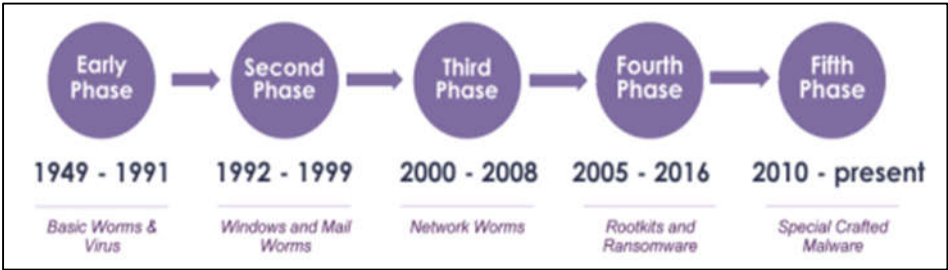 Early
Phase
Second
Phase
Third
Phase
Fourth
Phase
Fifth
Phase
1949 - 1991
1992 - 1999
2000 - 2008
2005 - 2016
2010 - present
Basic Worms &
Virus
Windows and Mail
Worms
Network Worms
Rootkits and
Ransomware
Special Crafted
Malware